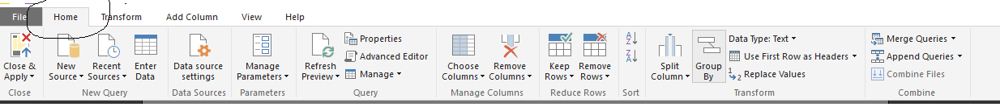 File Home Transform Add Column View Help
Close & Apply
New Source
Recent Sources
Enter Data
Data source settings
Manage Parameters
Refresh Preview
Properties
Advanced Editor
Manage
Choose Columns
Remove Columns
Keep Rows
Remove Rows
A Z
Z A
Split Column
Group By
Data Type: Text
Use First Row as Headers
1 2 Replace Values
Merge Queries
Append Queries
Combine Files
Close New Query Data Sources Parameters Query Manage Columns Reduce Rows Sort Transform Combine